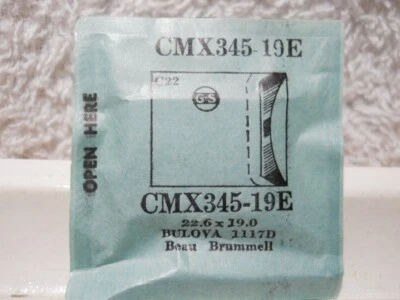 CMX345-19E
C22
GS
OPEN HERE
CMX345-19E
22.6 x 19.0
BULOVA 1117D
Beau Brummell